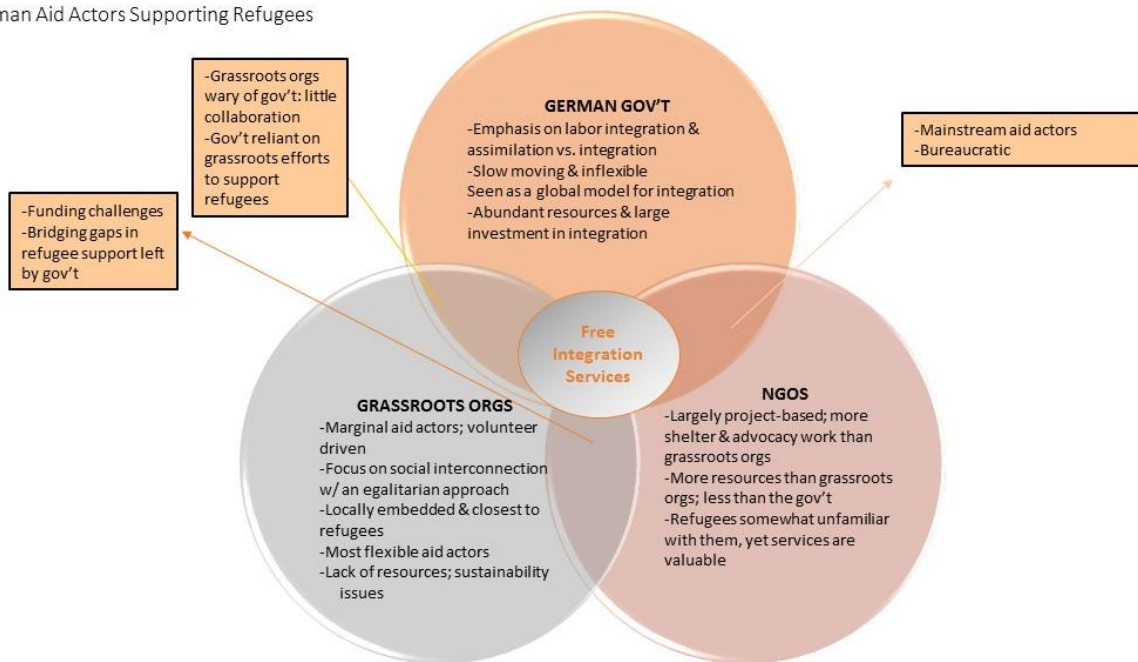 man Aid Actors Supporting Refugees
-Grassroots orgs
wary of gov't: little
collaboration
-Gov't reliant on
grassroots efforts
to support
refugees
-Funding challenges
-Bridging gaps in
refugee support left
by gov't
GERMAN GOV'T
-Emphasis on labor integration &
assimilation vs. integration
-Slow moving & inflexible
Seen as a global model for integration
-Abundant resources & large
investment in integration
-Mainstream aid actors
-Bureaucratic
Free
Integration
Services
GRASSROOTS ORGS
-Marginal aid actors; volunteer
driven
-Focus on social interconnection
w/ an egalitarian approach
-Locally embedded & closest to
refugees
-Most flexible aid actors
-Lack of resources; sustainability
issues
NGOS
-Largely project-based; more
shelter & advocacy work than
grassroots orgs
-More resources than grassroots
orgs; less than the gov't
-Refugees somewhat unfamiliar
with them, yet services are
valuable